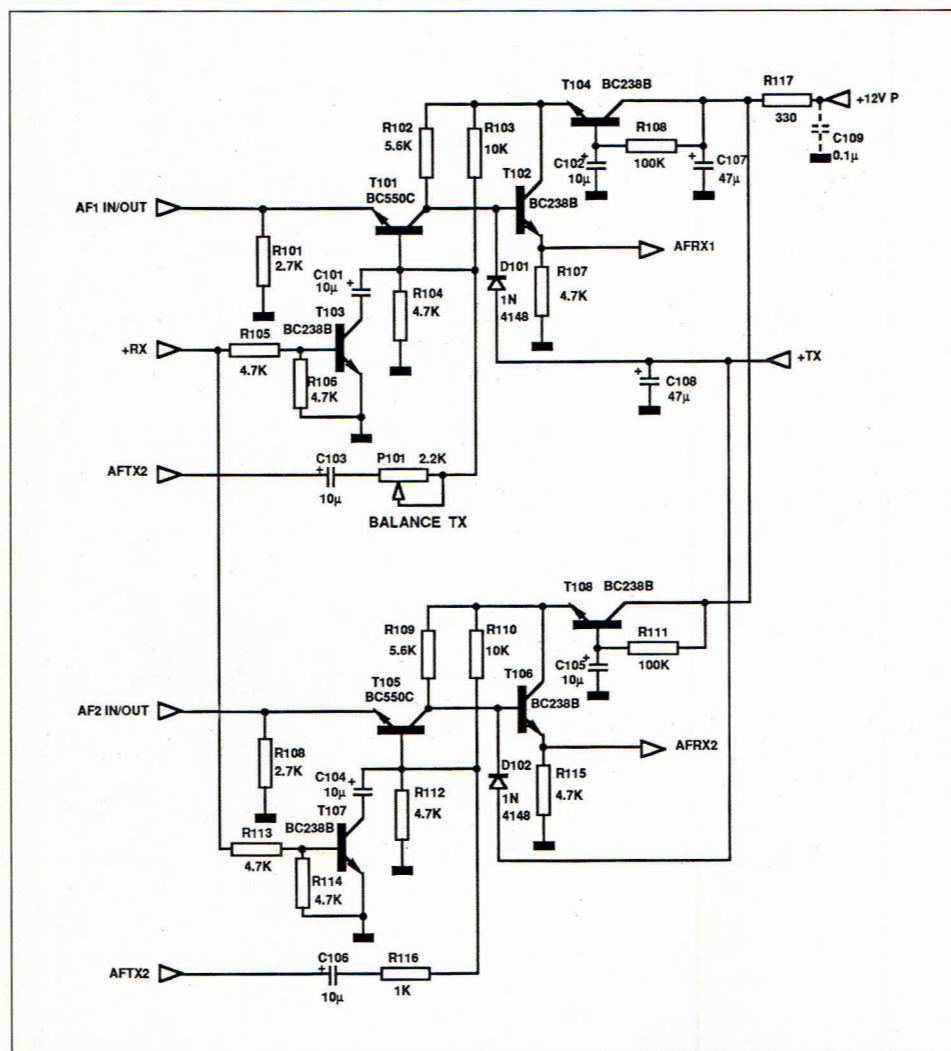 T104 BC238B
R117
+12V P
330
C109
0.1µ
R102
5.6K
R103
10K
R108
100K
C102
10µ
C107
47µ
T102
BC238B
T101
BC550C
AF1 IN/OUT
AFRX1
R101
2.7K
D101
1N
4148
R107
4.7K
C101
10µ
R104
4.7K
T103
BC238B
+RX
R105
4.7K
R106
4.7K
+TX
C108
47µ
AFTX2
C103
10µ
P101 2.2K
BALANCE TX
T108 BC238B
R109
5.6K
R110
10K
R111
100K
C105
10µ
T106
BC238B
T105
BC550C
AF2 IN/OUT
AFRX2
R108
2.7K
D102
1N
4148
R115
4.7K
C104
10µ
R112
4.7K
T107
BC238B
R113
4.7K
R114
4.7K
AFTX2
C106
10µ
R116
1K